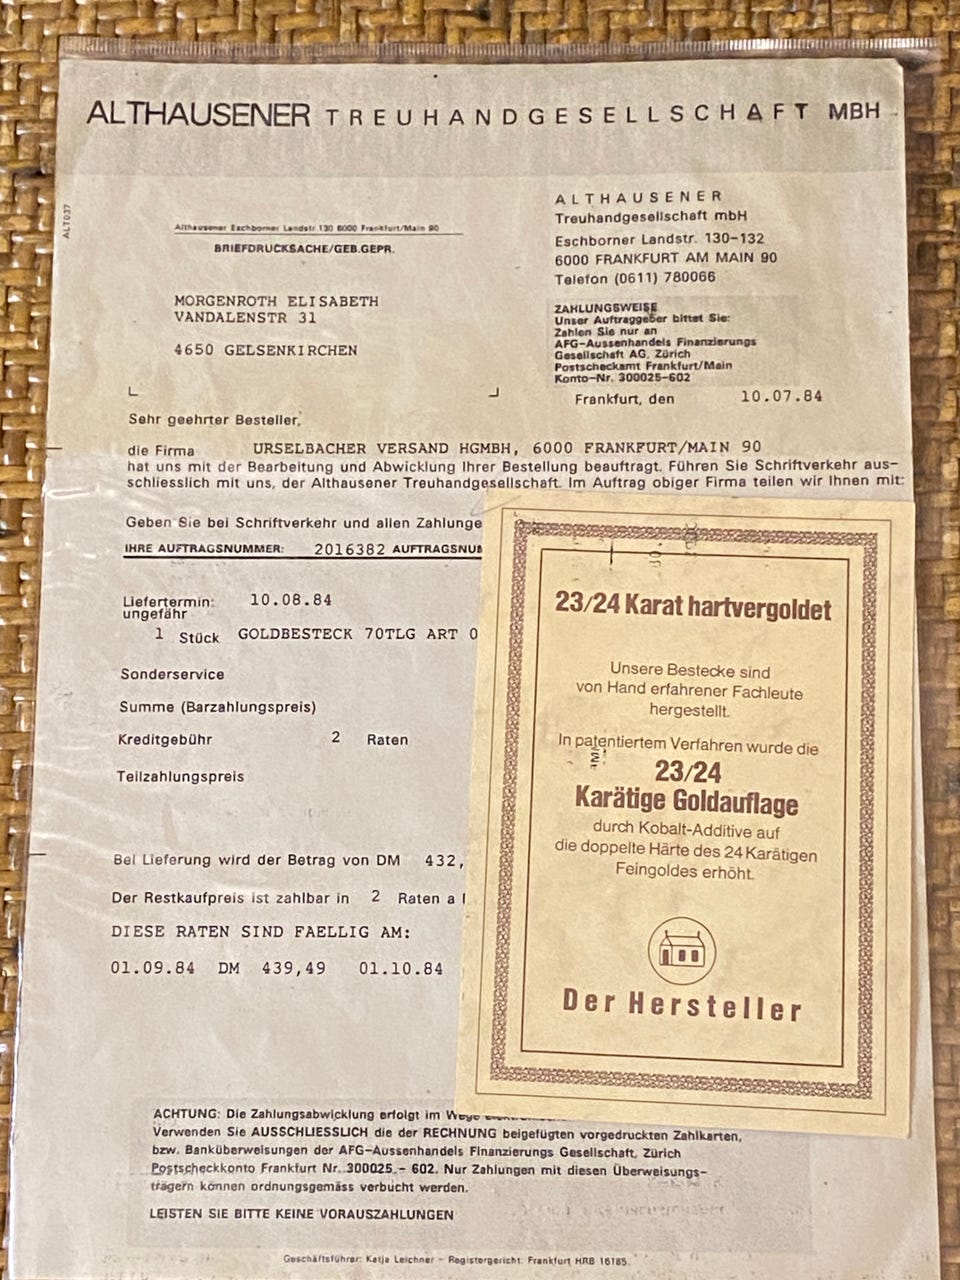 ALTHAUSENER TREUHANDGESELLSCHAFT MBH
ALT037
Althausener Eschborner Landstr. 130 6000 Frankfurt/Main 90
BRIEFDRUCKSACHE/GEB.GEPR.
MORGENROTH ELISABETH
VANDALENSTR 31
4650 GELSENKIRCHEN
ALTHAUSENER
Treuhandgesellschaft mbH
Eschborner Landstr. 130-132
6000 FRANKFURT AM MAIN 90
Telefon (0611) 780066
ZAHLUNGSWEISE
Unser Auftraggeber bittet Sie:
Zahlen Sie nur an
AFG-Aussenhandels Finanzierungs
Gesellschaft AG, Zürich
Postscheckamt Frankfurt/Main
Konto-Nr. 300025-602
Frankfurt, den 10.07.84
Sehr geehrter Besteller,
die Firma URSELBACHER VERSAND HGMBH, 6000 FRANKFURT/MAIN 90
hat uns mit der Bearbeitung und Abwicklung Ihrer Bestellung beauftragt. Führen Sie Schriftverkehr aus-
schliesslich mit uns, der Althausener Treuhandgesellschaft. Im Auftrag obiger Firma teilen wir Ihnen mit:
Geben Sie bei Schriftverkehr und allen Zahlunge
IHRE AUFTRAGSNUMMER: 2016382 AUFTRAGSNUM
Liefertermin: 10.08.84
ungefähr
1 Stück GOLDBESTECK 70TLG ART 0
Sonderservice
Summe (Barzahlungspreis)
Kreditgebühr 2 Raten
Teilzahlungspreis
Bei Lieferung wird der Betrag von DM 432,
Der Restkaufpreis ist zahlbar in 2 Raten a
DIESE RATEN SIND FAELLIG AM:
01.09.84 DM 439,49 01.10.84
23/24 Karat hartvergoldet
Unsere Bestecke sind
von Hand erfahrener Fachleute
hergestellt.
In patentiertem Verfahren wurde die
23/24
Karätige Goldauflage
durch Kobalt-Additive auf
die doppelte Härte des 24 Karätigen
Feingoldes erhöht.
Der Hersteller
ACHTUNG: Die Zahlungsabwicklung erfolgt im Wege
Verwenden Sie AUSSCHLIESSLICH die der RECHNUNG beigefügten vorgedruckten Zahlkarten,
bzw. Banküberweisungen der AFG-Aussenhandels Finanzierungs Gesellschaft, Zürich
Postscheckkonto Frankfurt Nr. 300025 - 602. Nur Zahlungen mit diesen Überweisungs-
trägern können ordnungsgemäss verbucht werden.
LEISTEN SIE BITTE KEINE VORAUSZAHLUNGEN
Geschäftsführer: Katja Leichner - Registergericht: Frankfurt HRB 16185